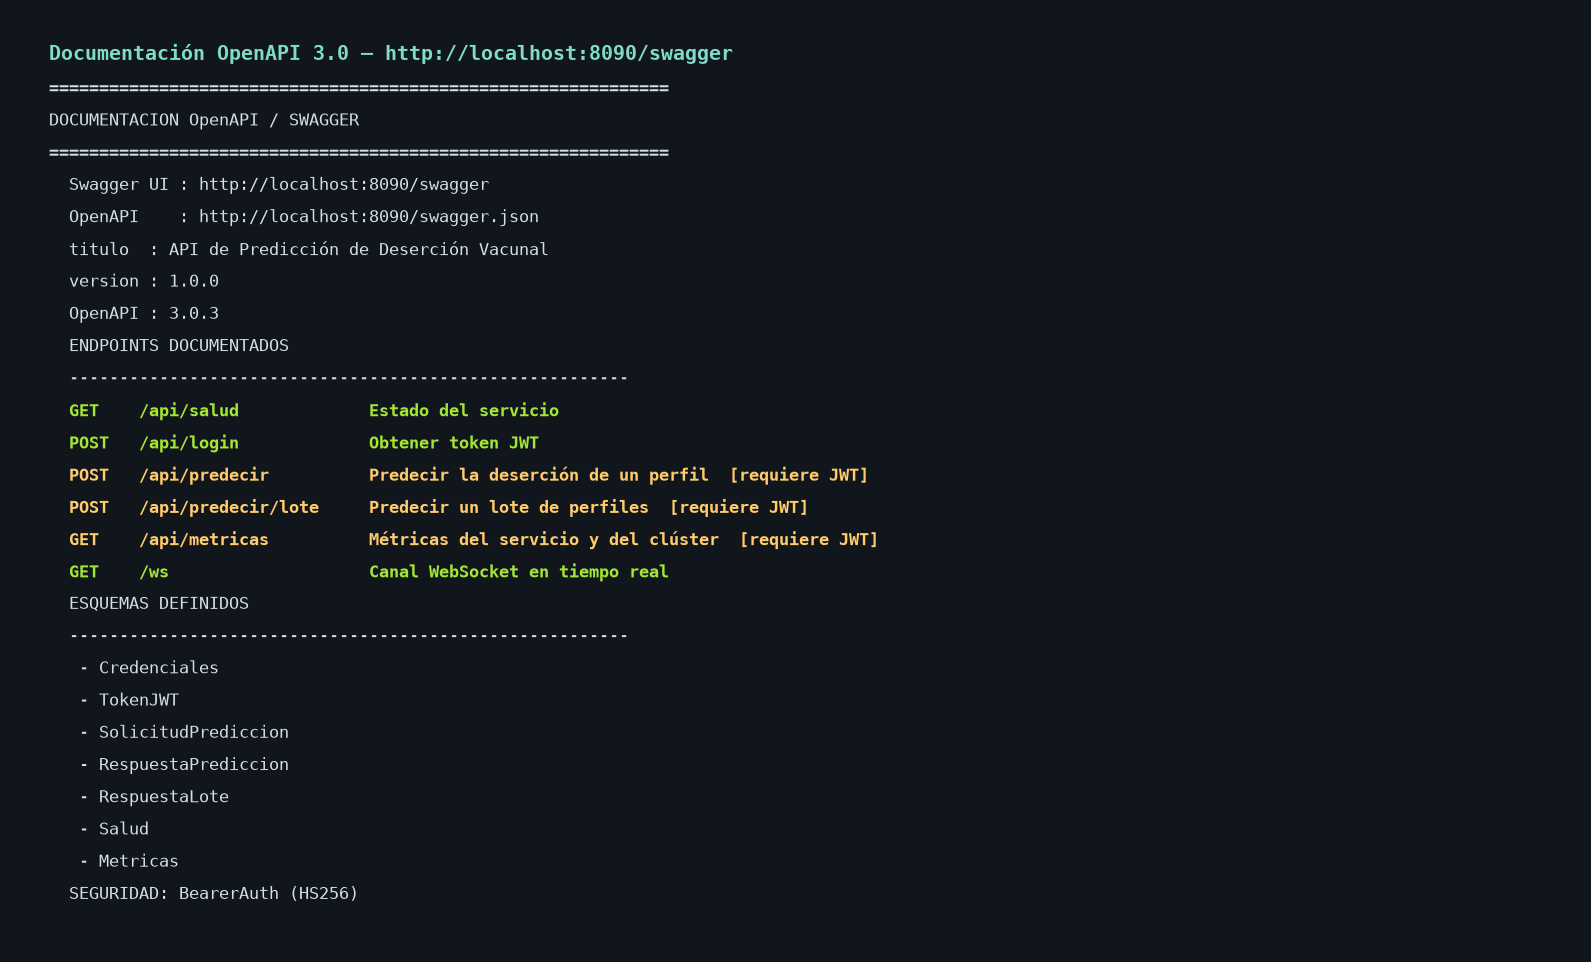 Documentación OpenAPI 3.0 — http://localhost:8090/swagger
==============================================================
DOCUMENTACION OpenAPI / SWAGGER
==============================================================
  Swagger UI : http://localhost:8090/swagger
  OpenAPI    : http://localhost:8090/swagger.json
  titulo  : API de Predicción de Deserción Vacunal
  version : 1.0.0
  OpenAPI : 3.0.3
  ENDPOINTS DOCUMENTADOS
  --------------------------------------------------------
  GET    /api/salud             Estado del servicio
  POST   /api/login             Obtener token JWT
  POST   /api/predecir          Predecir la deserción de un perfil  [requiere JWT]
  POST   /api/predecir/lote     Predecir un lote de perfiles  [requiere JWT]
  GET    /api/metricas          Métricas del servicio y del clúster  [requiere JWT]
  GET    /ws                    Canal WebSocket en tiempo real
  ESQUEMAS DEFINIDOS
  --------------------------------------------------------
   - Credenciales
   - TokenJWT
   - SolicitudPrediccion
   - RespuestaPrediccion
   - RespuestaLote
   - Salud
   - Metricas
  SEGURIDAD: BearerAuth (HS256)